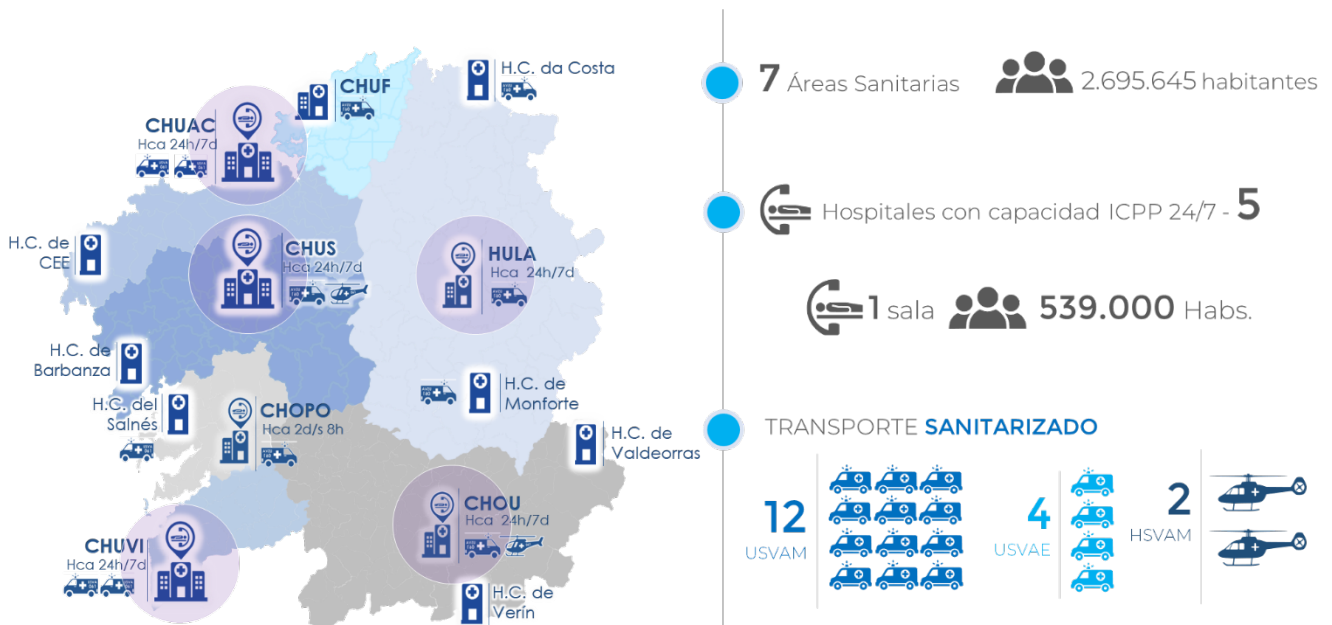 H.C. da Costa
CHUF
CHUAC
Hca 24h/7d
H.C. de
CEE
CHUS
Hca 24h/7d
HULA
Hca 24h/7d
H.C. de
Barbanza
H.C. del
Salnés
CHOPO
Hca 2d/s 8h
H.C. de
Monforte
H.C. de
Valdeorras
CHOU
Hca 24h/7d
CHUVI
Hca 24h/7d
H.C. de
Verín
7 Áreas Sanitarias
2.695.645 habitantes
Hospitales con capacidad ICPP 24/7 - 5
1 sala
539.000 Habs.
TRANSPORTE SANITARIZADO
12
USVAM
4
USVAE
2
HSVAM